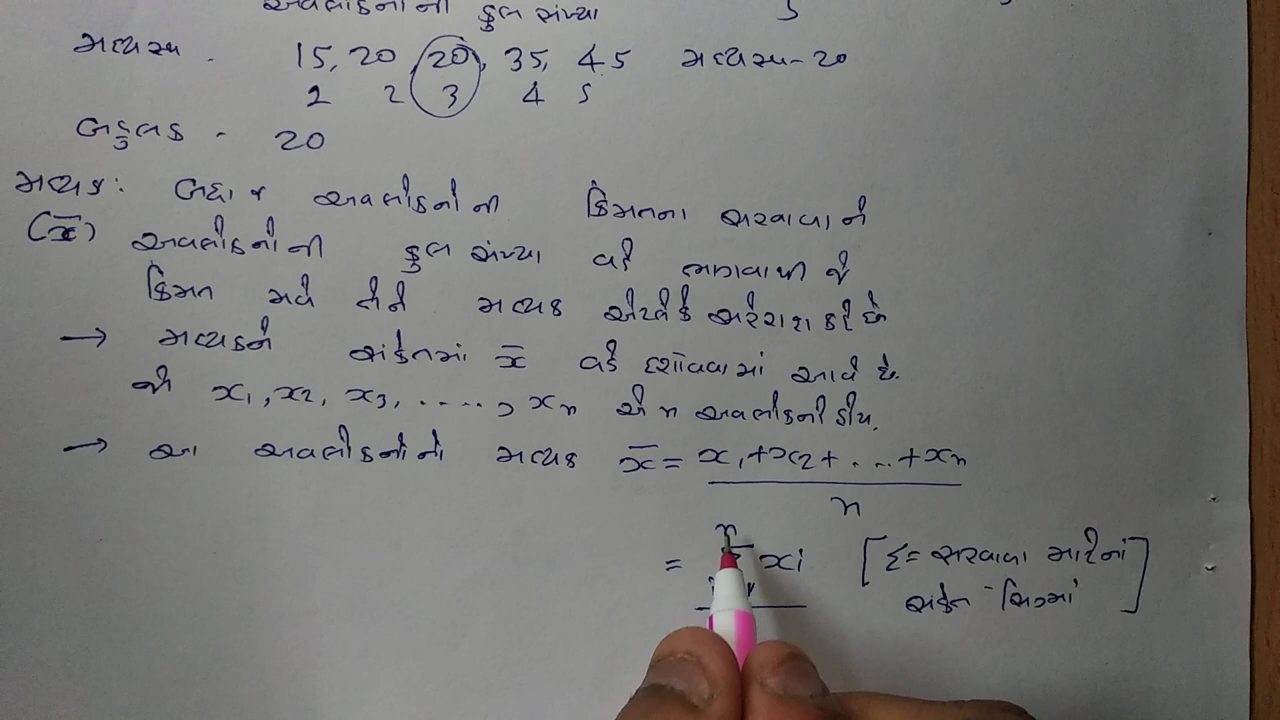 અવલોકનોની કુલ સંખ્યા 5
મધ્યસ્થ - 15, 20, 20, 35, 45 મધ્યસ્થ - 20
1 2 3 4 5
બહુલક - 20
મધ્યક : બધા જ અવલોકનોની કિંમતના સરવાળાને
(x̄) અવલોકનોની કુલ સંખ્યા વડે ભાગવાથી જે
કિંમત મળે તેને મધ્યક એટલેકે સરેરાશ કહે છે
→ મધ્યકને સંકેતમાં x̄ વડે દર્શાવવામાં આવે છે.
જો x₁, x₂, x₃, ....., xₙ એ n અવલોકનો હોય.
→ આ અવલોકનોનો મધ્યક x̄ = x₁+x₂+...+xₙ
n
n
= xi [Σ = સરવાળા માટેનાં
સંકેત - સિગ્મા]